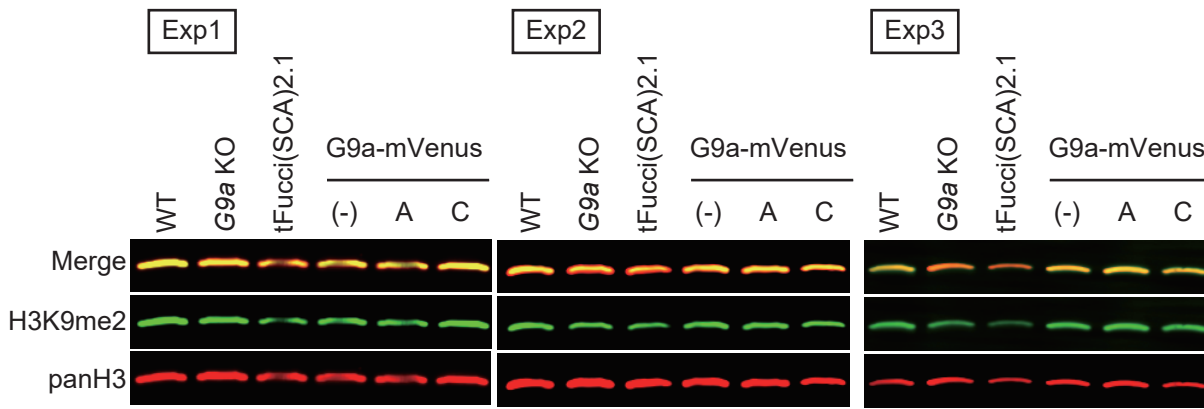 Exp1
Exp2
Exp3
WT
G9a KO
tFucci(SCA)2.1
G9a-mVenus
(-)
A
C
WT
G9a KO
tFucci(SCA)2.1
G9a-mVenus
(-)
A
C
WT
G9a KO
tFucci(SCA)2.1
G9a-mVenus
(-)
A
C
Merge
H3K9me2
panH3